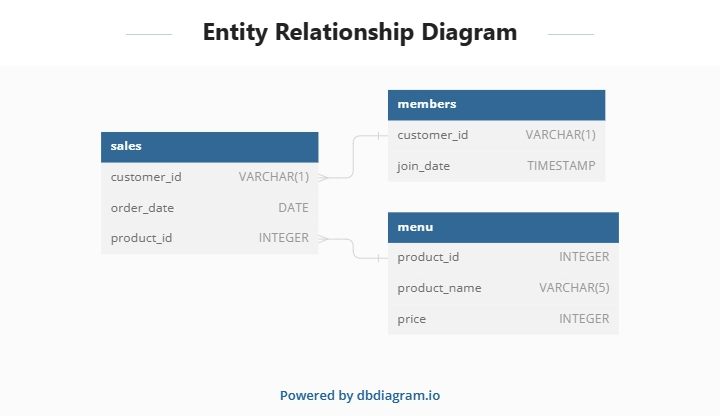 Entity Relationship Diagram
sales
customer_id VARCHAR(1)
order_date DATE
product_id INTEGER
members
customer_id VARCHAR(1)
join_date TIMESTAMP
menu
product_id INTEGER
product_name VARCHAR(5)
price INTEGER
Powered by dbdiagram.io